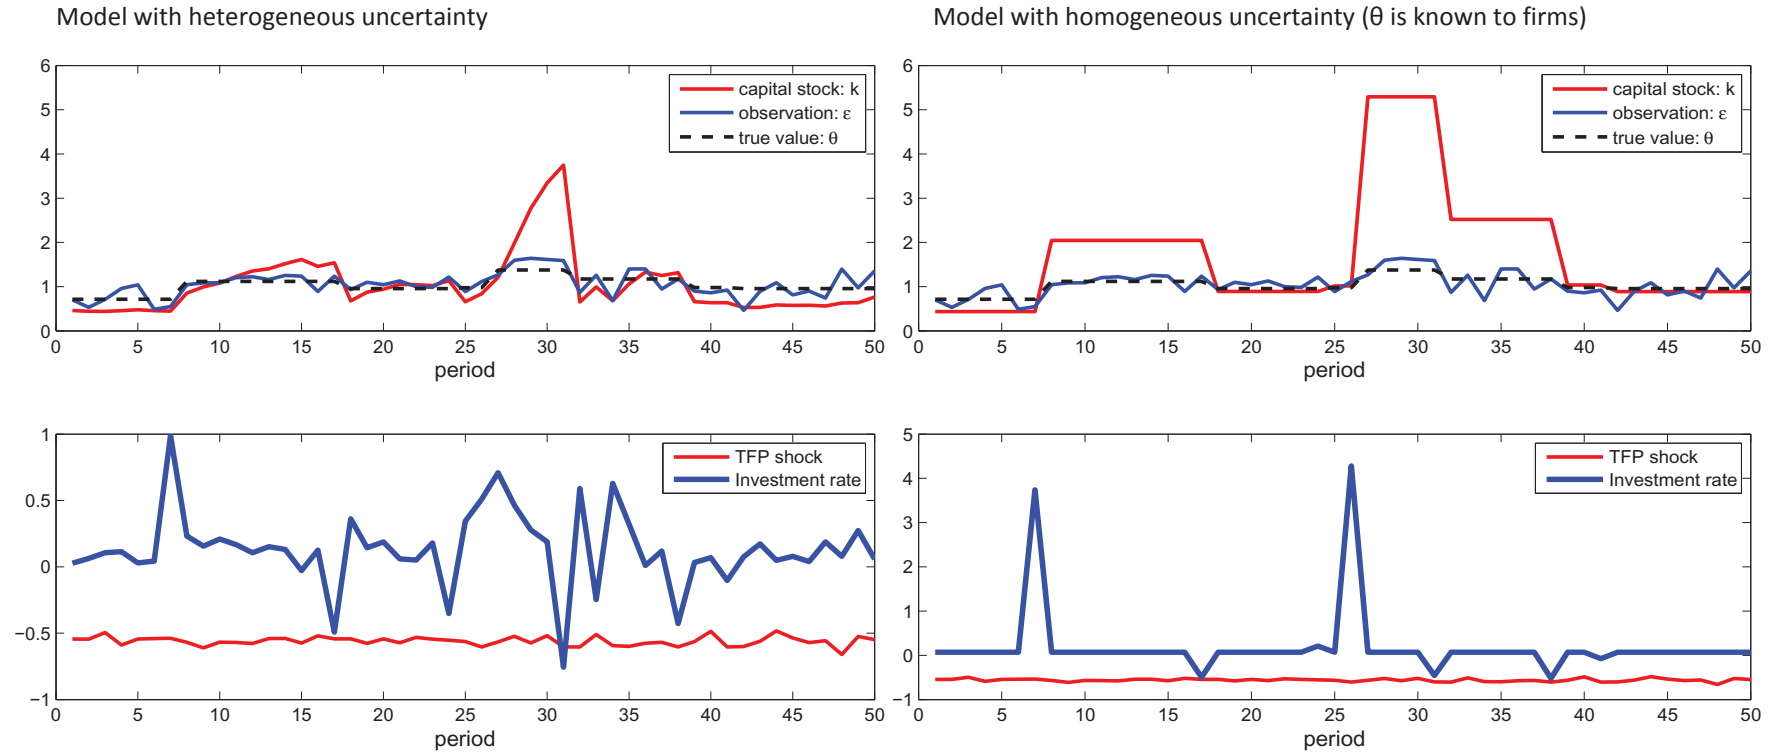 Model with heterogeneous uncertainty
Model with homogeneous uncertainty (θ is known to firms)
6
5
4
3
2
1
0
capital stock: k
observation: ε
true value: θ
0 5 10 15 20 25 30 35 40 45 50
period
6
5
4
3
2
1
0
capital stock: k
observation: ε
true value: θ
0 5 10 15 20 25 30 35 40 45 50
period
1
0.5
0
−0.5
−1
TFP shock
Investment rate
0 5 10 15 20 25 30 35 40 45 50
period
5
4
3
2
1
0
−1
TFP shock
Investment rate
0 5 10 15 20 25 30 35 40 45 50
period